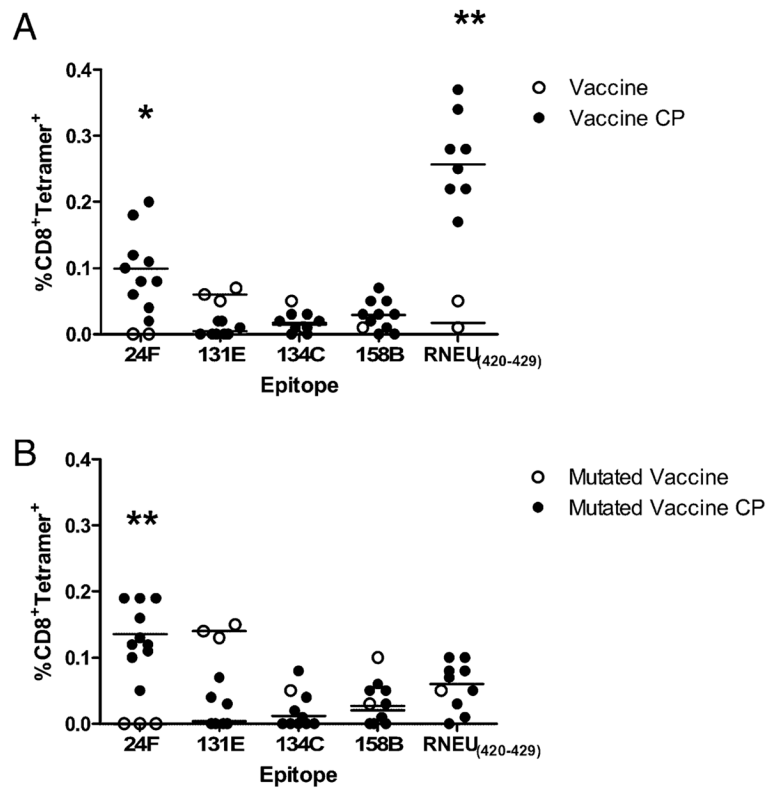 A
**
0.4
0.3
0.2
0.1
0.0
%CD8+Tetramer+
*
Vaccine
Vaccine CP
24F 131E 134C 158B RNEU(420-429)
Epitope
B
0.4
0.3
0.2
0.1
0.0
%CD8+Tetramer+
**
Mutated Vaccine
Mutated Vaccine CP
24F 131E 134C 158B RNEU(420-429)
Epitope